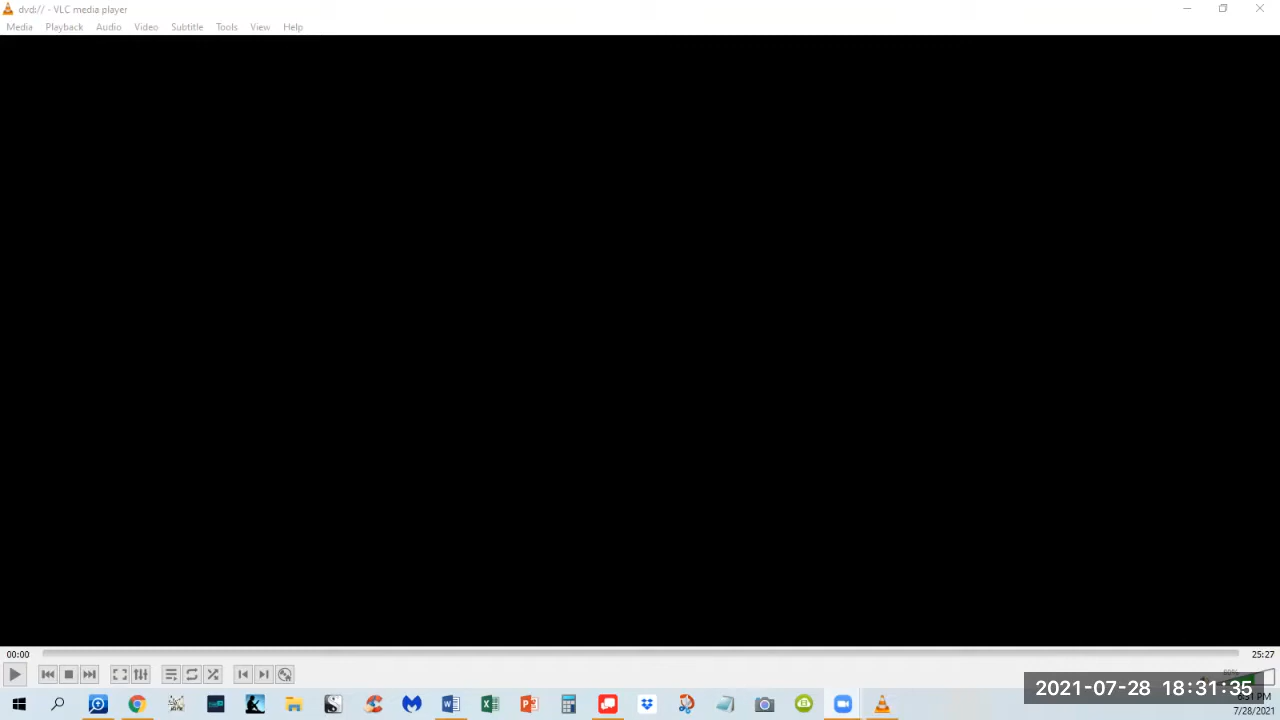 dvd:// - VLC media player
Media Playback Audio Video Subtitle Tools View Help
00:00
25:27
2021-07-28 18:31:35
7/28/2021